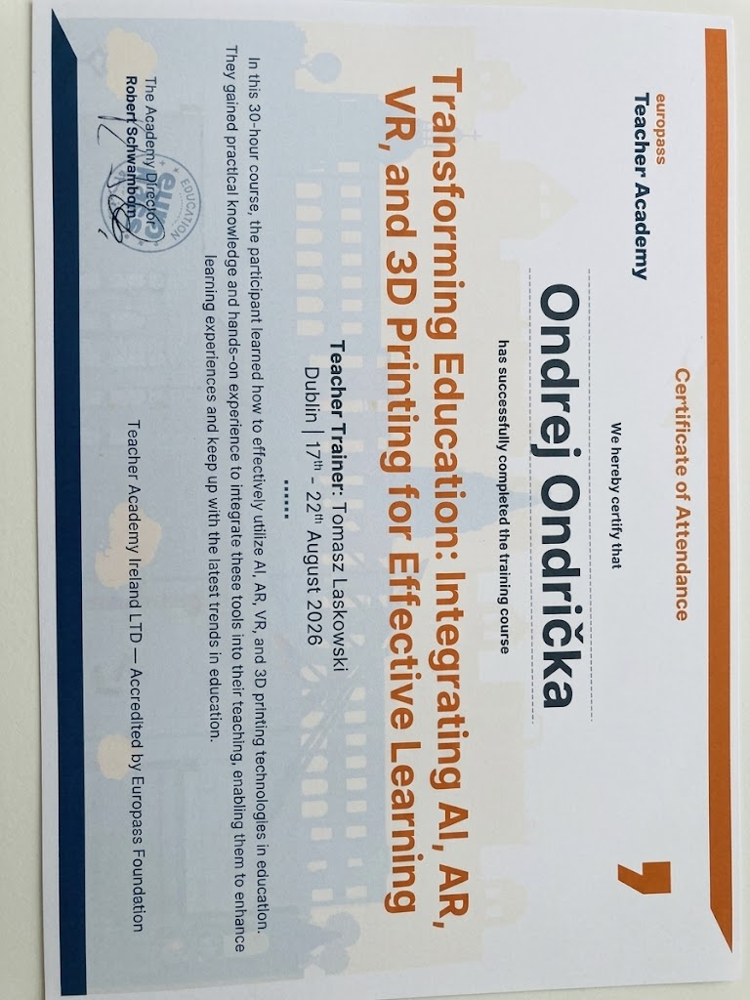 europass
Teacher Academy
Certificate of Attendance
We hereby certify that
Ondrej Ondrička
has successfully completed the training course
Transforming Education: Integrating AI, AR,
VR, and 3D Printing for Effective Learning
Teacher Trainer: Tomasz Laskowski
Dublin | 17th - 22th August 2026
In this 30-hour course, the participant learned how to effectively utilize AI, AR, VR, and 3D printing technologies in education.
They gained practical knowledge and hands-on experience to integrate these tools into their teaching, enabling them to enhance
learning experiences and keep up with the latest trends in education.
The Academy Director
Robert Schwamborn
EDUCATION
euro
pass
Teacher Academy Ireland LTD — Accredited by Europass Foundation